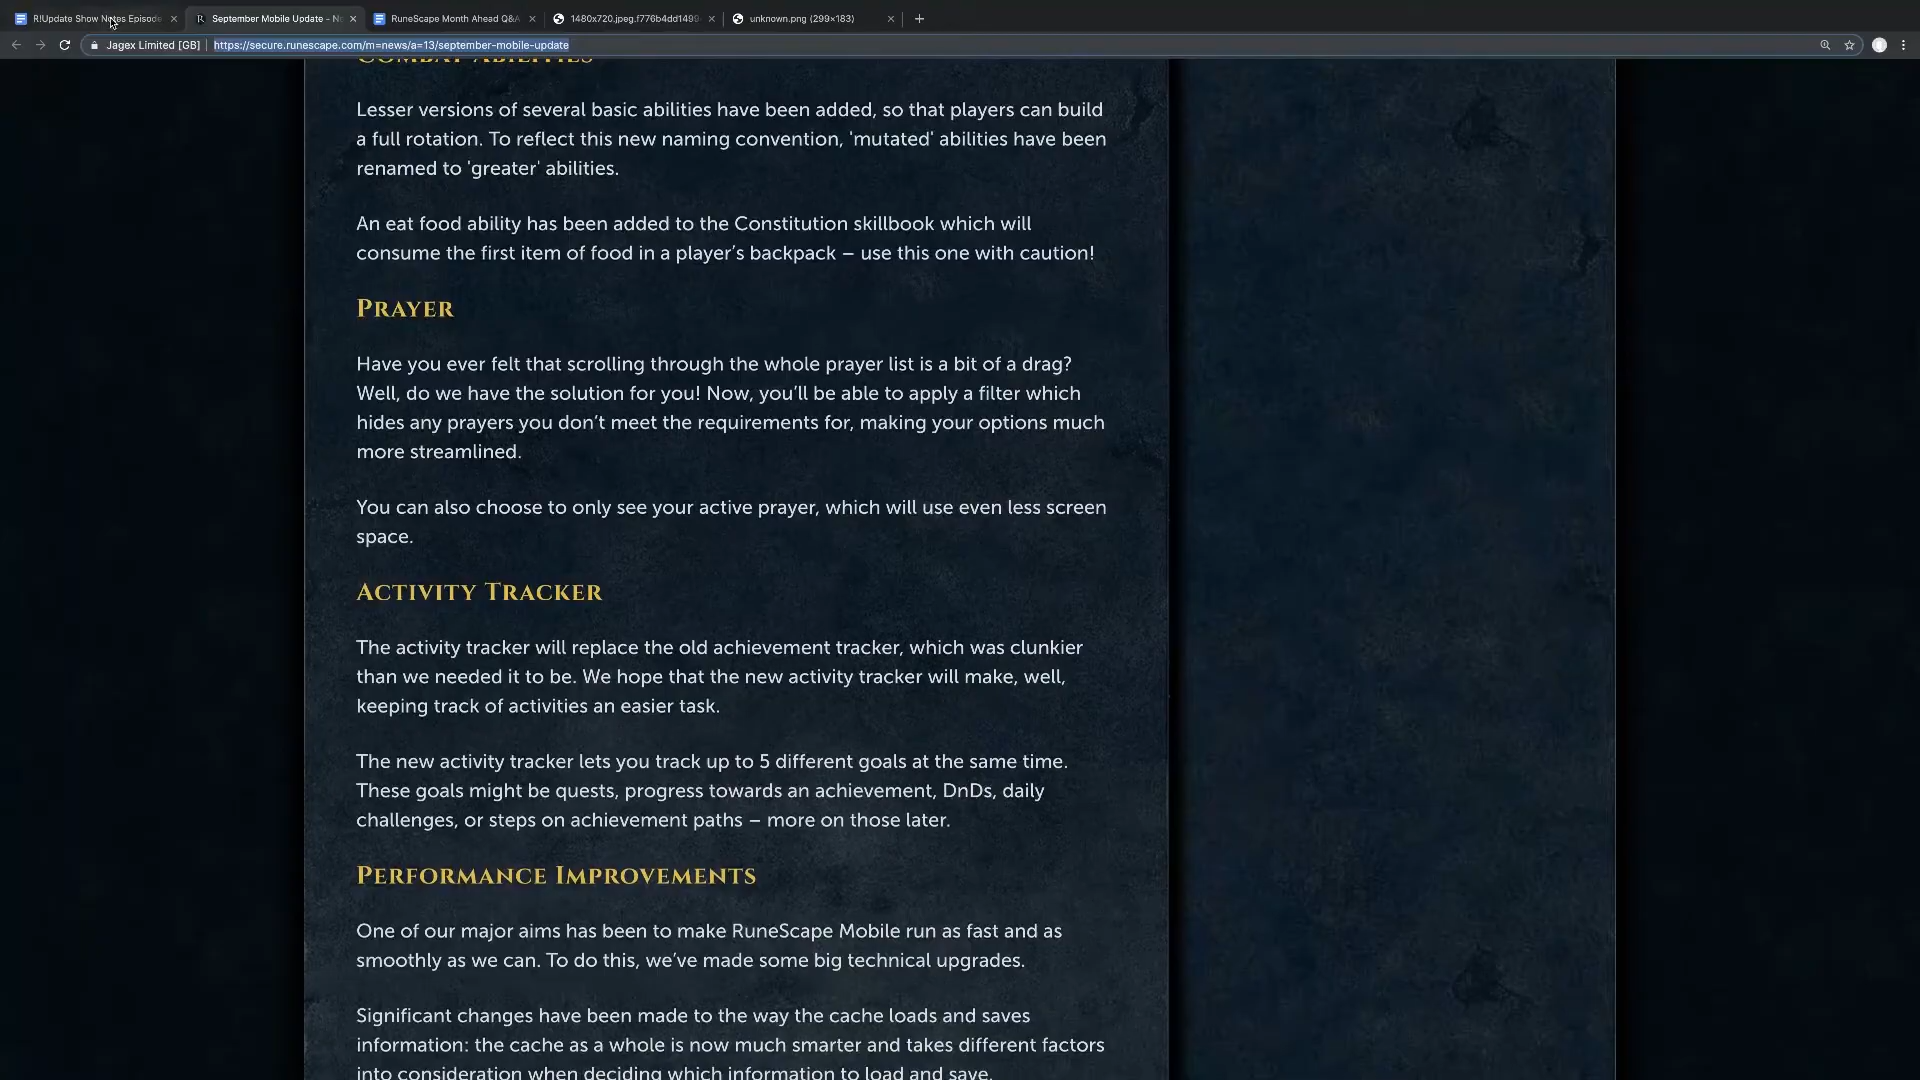 R!Update Show Notes Episode
September Mobile Update - No
RuneScape Month Ahead Q&A
1480x720.jpeg.f776b4dd1499
unknown.png (299×183)
Jagex Limited [GB]
https://secure.runescape.com/m=news/a=13/september-mobile-update
Combat Abilities
Lesser versions of several basic abilities have been added, so that players can build
a full rotation. To reflect this new naming convention, 'mutated' abilities have been
renamed to 'greater' abilities.
An eat food ability has been added to the Constitution skillbook which will
consume the first item of food in a player’s backpack – use this one with caution!
Prayer
Have you ever felt that scrolling through the whole prayer list is a bit of a drag?
Well, do we have the solution for you! Now, you’ll be able to apply a filter which
hides any prayers you don’t meet the requirements for, making your options much
more streamlined.
You can also choose to only see your active prayer, which will use even less screen
space.
Activity Tracker
The activity tracker will replace the old achievement tracker, which was clunkier
than we needed it to be. We hope that the new activity tracker will make, well,
keeping track of activities an easier task.
The new activity tracker lets you track up to 5 different goals at the same time.
These goals might be quests, progress towards an achievement, DnDs, daily
challenges, or steps on achievement paths – more on those later.
Performance Improvements
One of our major aims has been to make RuneScape Mobile run as fast and as
smoothly as we can. To do this, we’ve made some big technical upgrades.
Significant changes have been made to the way the cache loads and saves
information: the cache as a whole is now much smarter and takes different factors
into consideration when deciding which information to load and save.